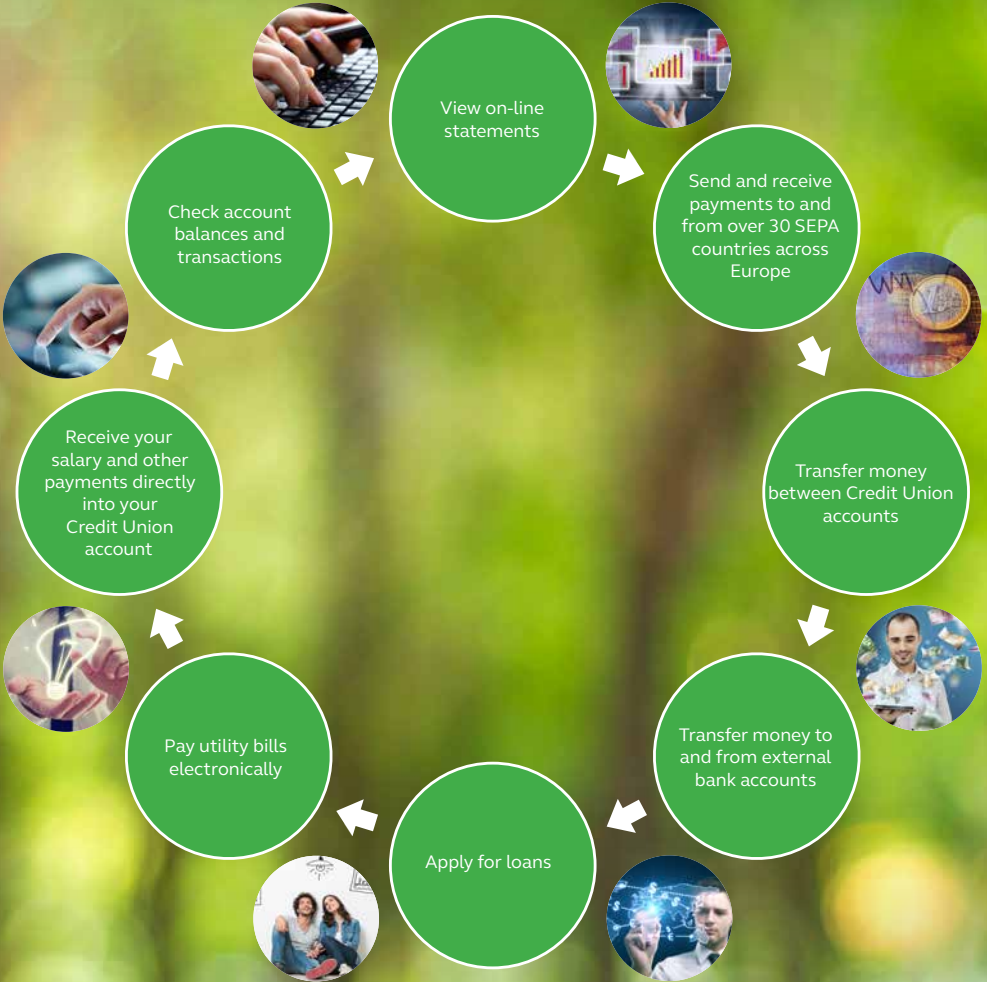 View on-line
statements
Send and receive
payments to and
from over 30 SEPA
countries across
Europe
Transfer money
between Credit Union
accounts
Transfer money to
and from external
bank accounts
Apply for loans
Pay utility bills
electronically
Receive your
salary and other
payments directly
into your
Credit Union
account
Check account
balances and
transactions